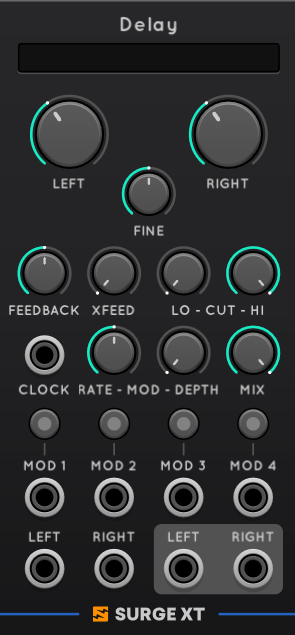 Delay
LEFT RIGHT
FINE
FEEDBACK XFEED LO - CUT - HI
CLOCK RATE - MOD - DEPTH MIX
MOD 1 MOD 2 MOD 3 MOD 4
LEFT RIGHT LEFT RIGHT
SURGE XT